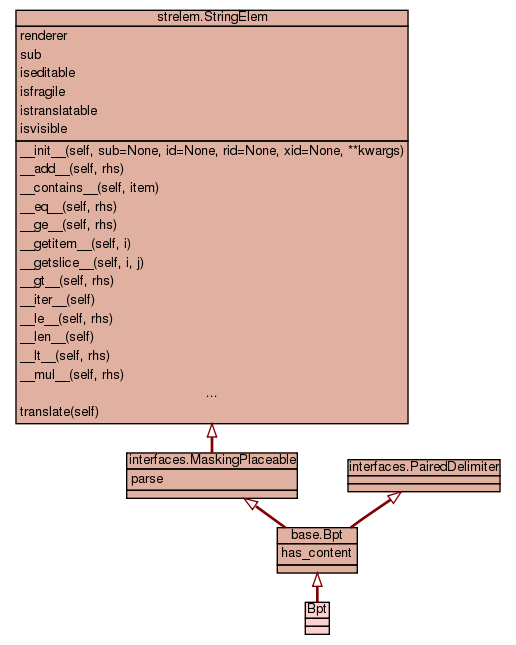 strelem.StringElem
renderer
sub
iseditable
isfragile
istranslatable
isvisible
__init__(self, sub=None, id=None, rid=None, xid=None, **kwargs)
__add__(self, rhs)
__contains__(self, item)
__eq__(self, rhs)
__ge__(self, rhs)
__getitem__(self, i)
__getslice__(self, i, j)
__gt__(self, rhs)
__iter__(self)
__le__(self, rhs)
__len__(self)
__lt__(self, rhs)
__mul__(self, rhs)
...
translate(self)
interfaces.MaskingPlaceable
parse
interfaces.PairedDelimiter
base.Bpt
has_content
Bpt